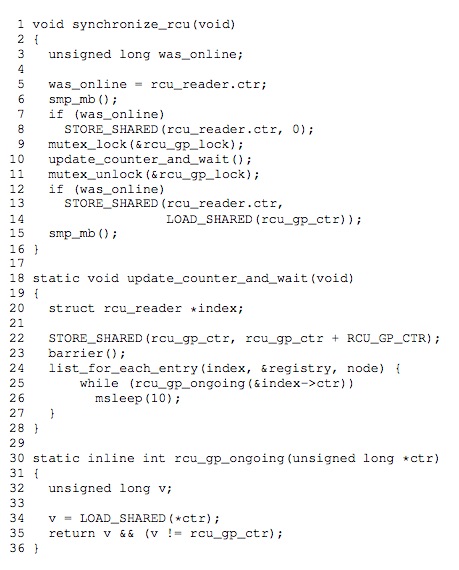 1 void synchronize_rcu(void)
2 {
3   unsigned long was_online;
4
5   was_online = rcu_reader.ctr;
6   smp_mb();
7   if (was_online)
8     STORE_SHARED(rcu_reader.ctr, 0);
9   mutex_lock(&rcu_gp_lock);
10   update_counter_and_wait();
11   mutex_unlock(&rcu_gp_lock);
12   if (was_online)
13     STORE_SHARED(rcu_reader.ctr,
14                  LOAD_SHARED(rcu_gp_ctr));
15   smp_mb();
16 }
17
18 static void update_counter_and_wait(void)
19 {
20   struct rcu_reader *index;
21
22   STORE_SHARED(rcu_gp_ctr, rcu_gp_ctr + RCU_GP_CTR);
23   barrier();
24   list_for_each_entry(index, &registry, node) {
25       while (rcu_gp_ongoing(&index->ctr))
26         msleep(10);
27   }
28 }
29
30 static inline int rcu_gp_ongoing(unsigned long *ctr)
31 {
32   unsigned long v;
33
34   v = LOAD_SHARED(*ctr);
35   return v && (v != rcu_gp_ctr);
36 }